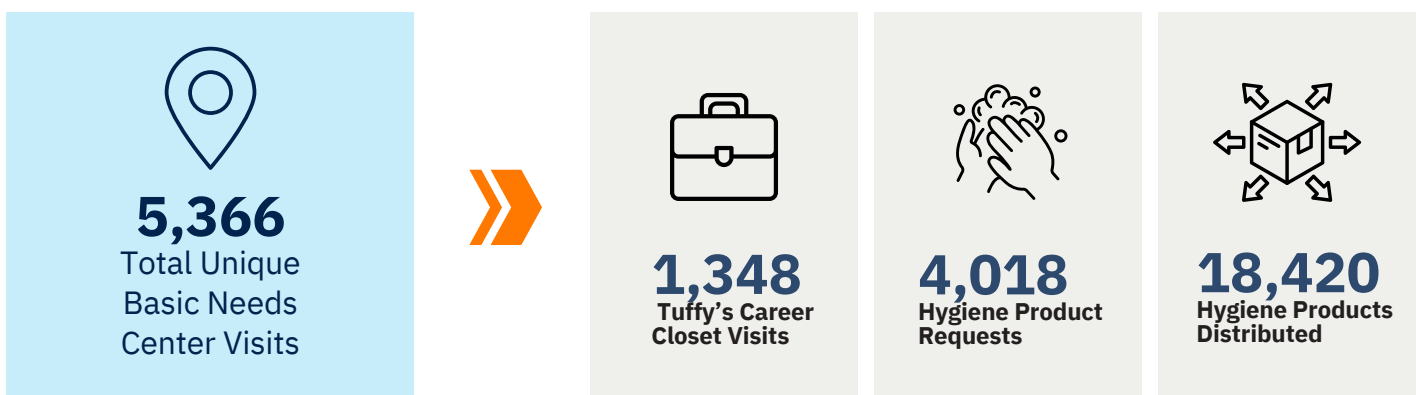 5,366
Total Unique
Basic Needs
Center Visits
1,348
Tuffy’s Career
Closet Visits
4,018
Hygiene Product
Requests
18,420
Hygiene Products
Distributed